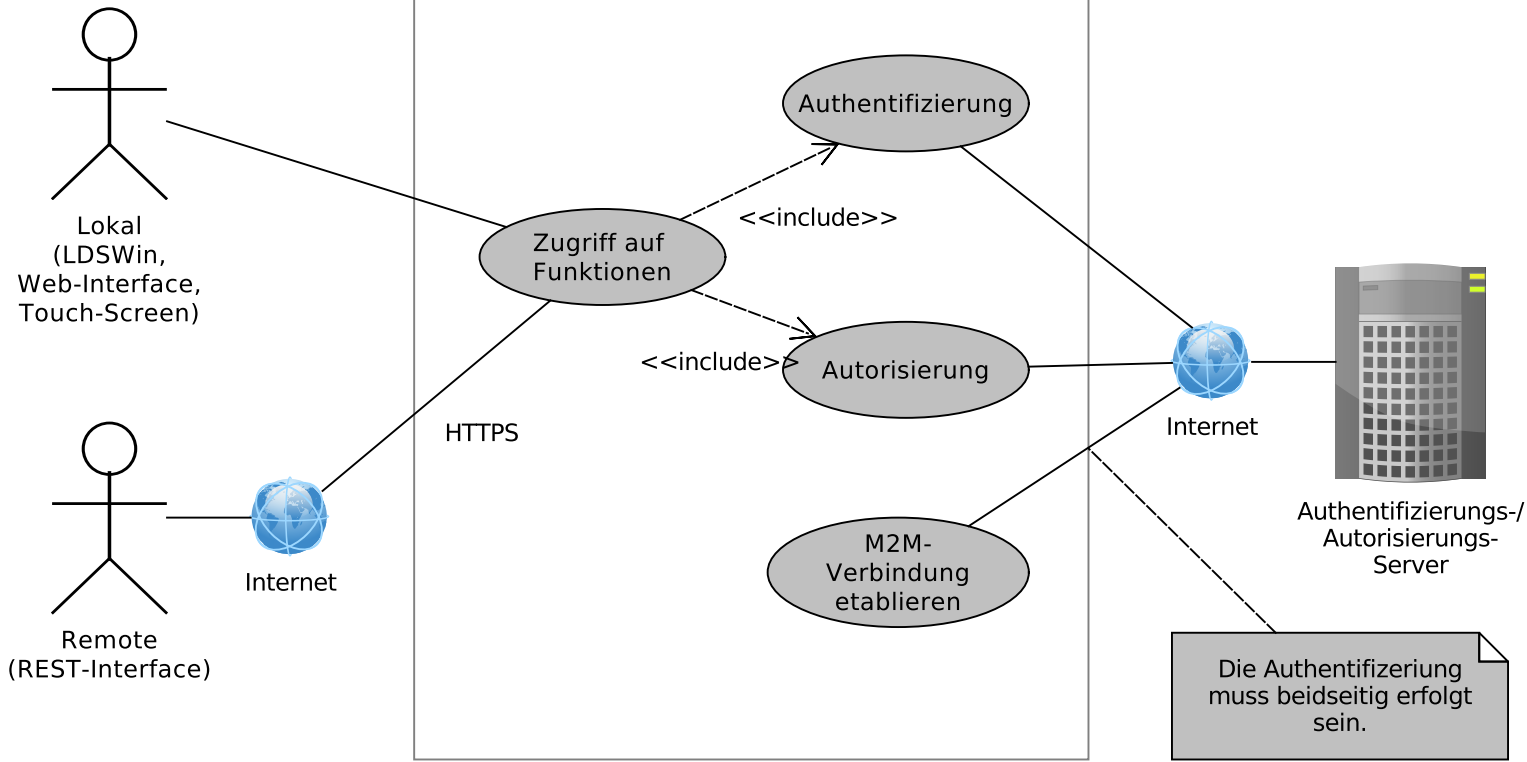 Lokal
(LDSWin,
Web-Interface,
Touch-Screen)
Remote
(REST-Interface)
Internet
HTTPS
Zugriff auf
Funktionen
<<include>>
<<include>>
Authentifizierung
Autorisierung
M2M-
Verbindung
etablieren
Internet
Authentifizierungs-/
Autorisierungs-
Server
Die Authentifizeriung
muss beidseitig erfolgt
sein.